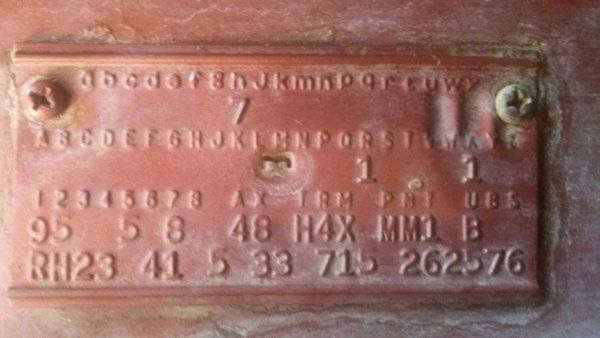 abcdefghJkmnpqrtuwy
7
ABCDEFGHJKLMNPQRSTVWXYZ
1 1
12345678 AX TRM PNT UBS
95 5 8 48 H4X MM1 B
RH23 41 5 33 715 262576